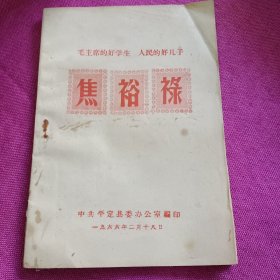 毛主席的好学生 人民的好儿子
焦裕禄
中共平定县委办公室编印
一九六六年二月十九日